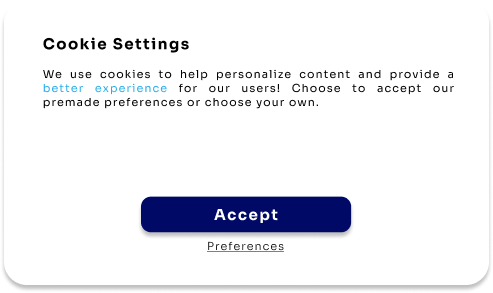 Cookie Settings
We use cookies to help personalize content and provide a
better experience for our users! Choose to accept our
premade preferences or choose your own.
Accept
Preferences